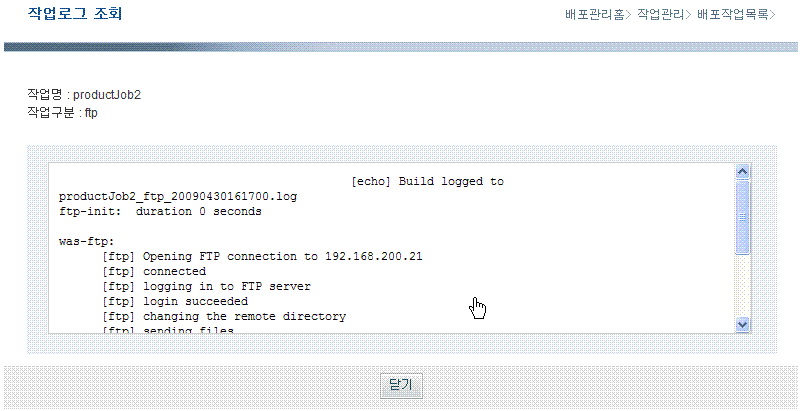 작업로그 조회
배포관리홈> 작업관리> 배포작업목록>
작업명 : productJob2
작업구분 : ftp
[echo] Build logged to
productJob2_ftp_20090430161700.log
ftp-init:  duration 0 seconds
was-ftp:
[ftp] Opening FTP connection to 192.168.200.21
[ftp] connected
[ftp] logging in to FTP server
[ftp] login succeeded
[ftp] changing the remote directory
[ftp] sending files
닫기